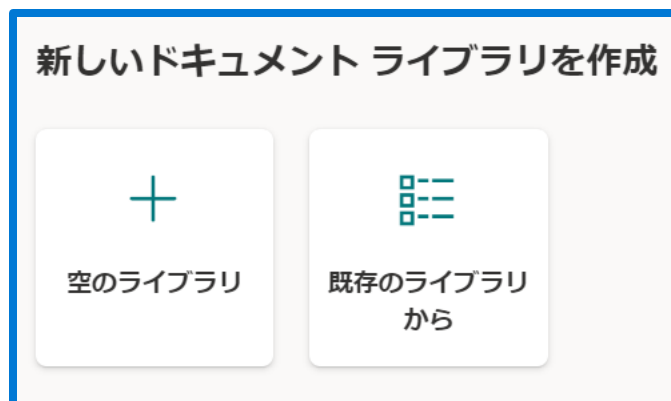 新しいドキュメント ライブラリを作成
空のライブラリ
既存のライブラリ
から